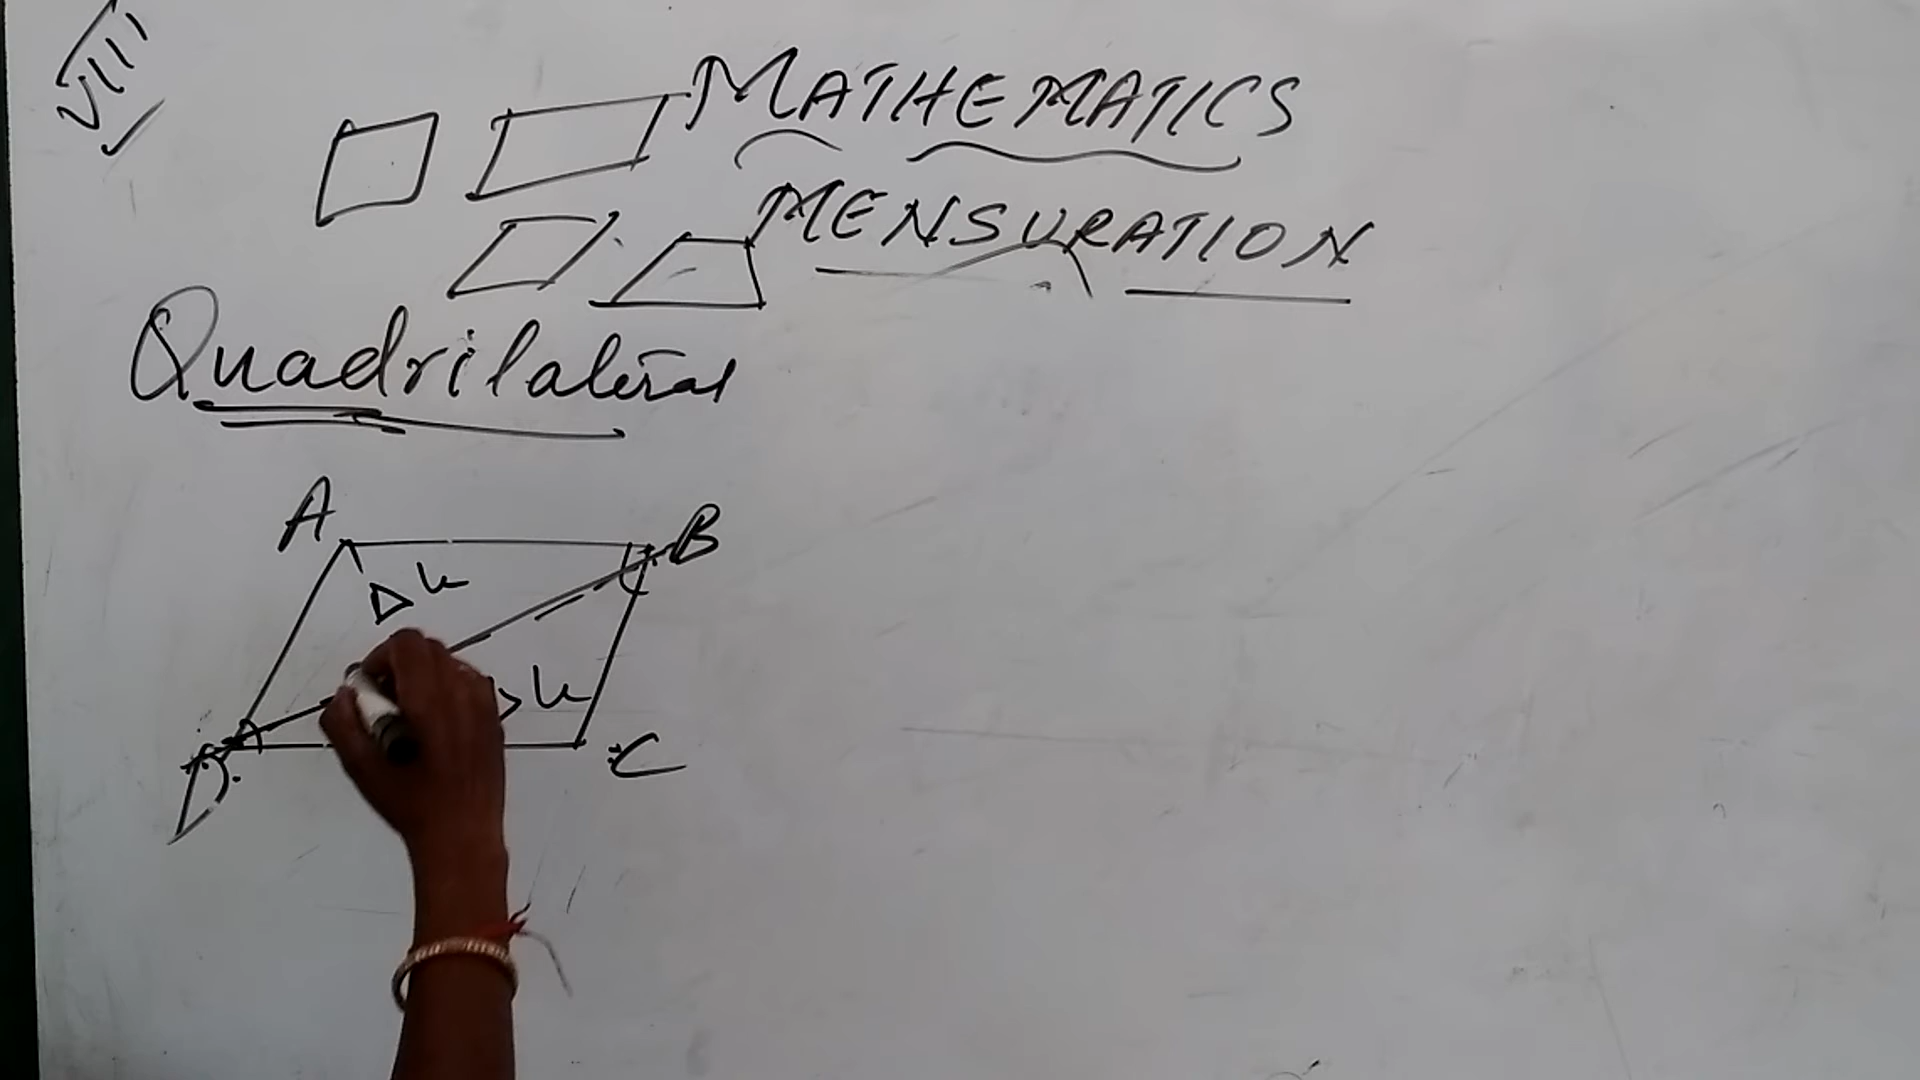 VIII
MATHEMATICS
MENSURATION
Quadrilateral
A
B
C
D